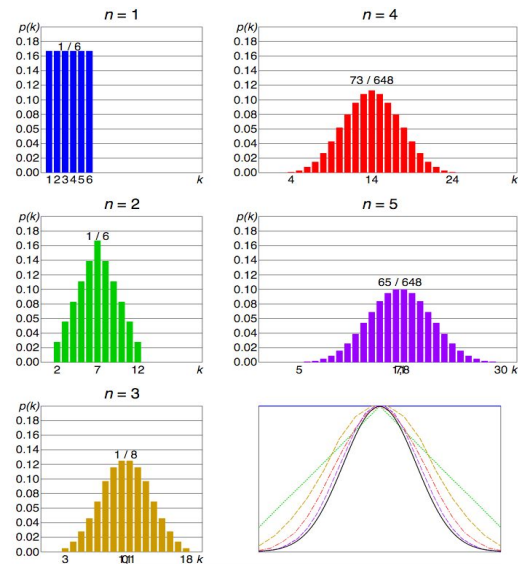 n = 1
p(k)
0.18
0.16
0.14
0.12
0.10
0.08
0.06
0.04
0.02
0.00
1 / 6
1 2 3 4 5 6 k
n = 4
p(k)
0.18
0.16
0.14
0.12
0.10
0.08
0.06
0.04
0.02
0.00
73 / 648
4 14 24 k
n = 2
p(k)
0.18
0.16
0.14
0.12
0.10
0.08
0.06
0.04
0.02
0.00
1 / 6
2 7 12 k
n = 5
p(k)
0.18
0.16
0.14
0.12
0.10
0.08
0.06
0.04
0.02
0.00
65 / 648
5 17 18 30 k
n = 3
p(k)
0.18
0.16
0.14
0.12
0.10
0.08
0.06
0.04
0.02
0.00
1 / 8
3 10 11 18 k